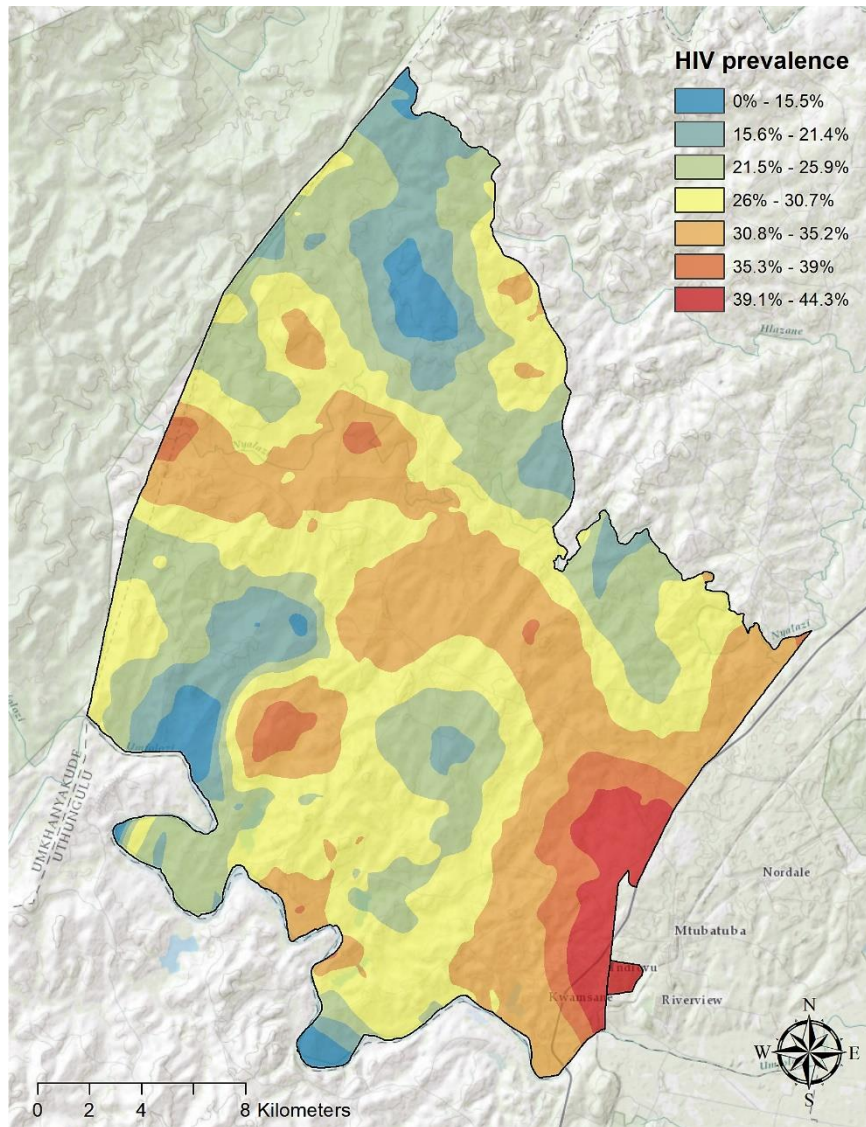 HIV prevalence
0% - 15.5%
15.6% - 21.4%
21.5% - 25.9%
26% - 30.7%
30.8% - 35.2%
35.3% - 39%
39.1% - 44.3%
Hlazane
Nyalazi
UMKHANYAKUDE
UTHUNGULU
Nordale
Mtubatuba
Kwamsane
Riverview
N
W
E
S
0 2 4 8 Kilometers